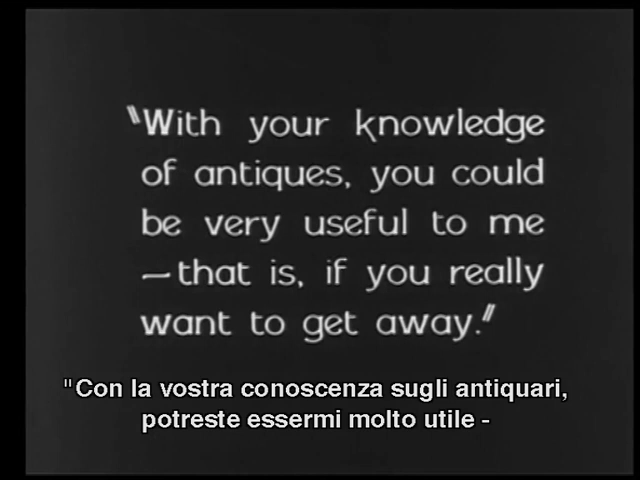 "With your knowledge
of antiques, you could
be very useful to me
—that is, if you really
want to get away."
"Con la vostra conoscenza sugli antiquari,
potreste essermi molto utile -